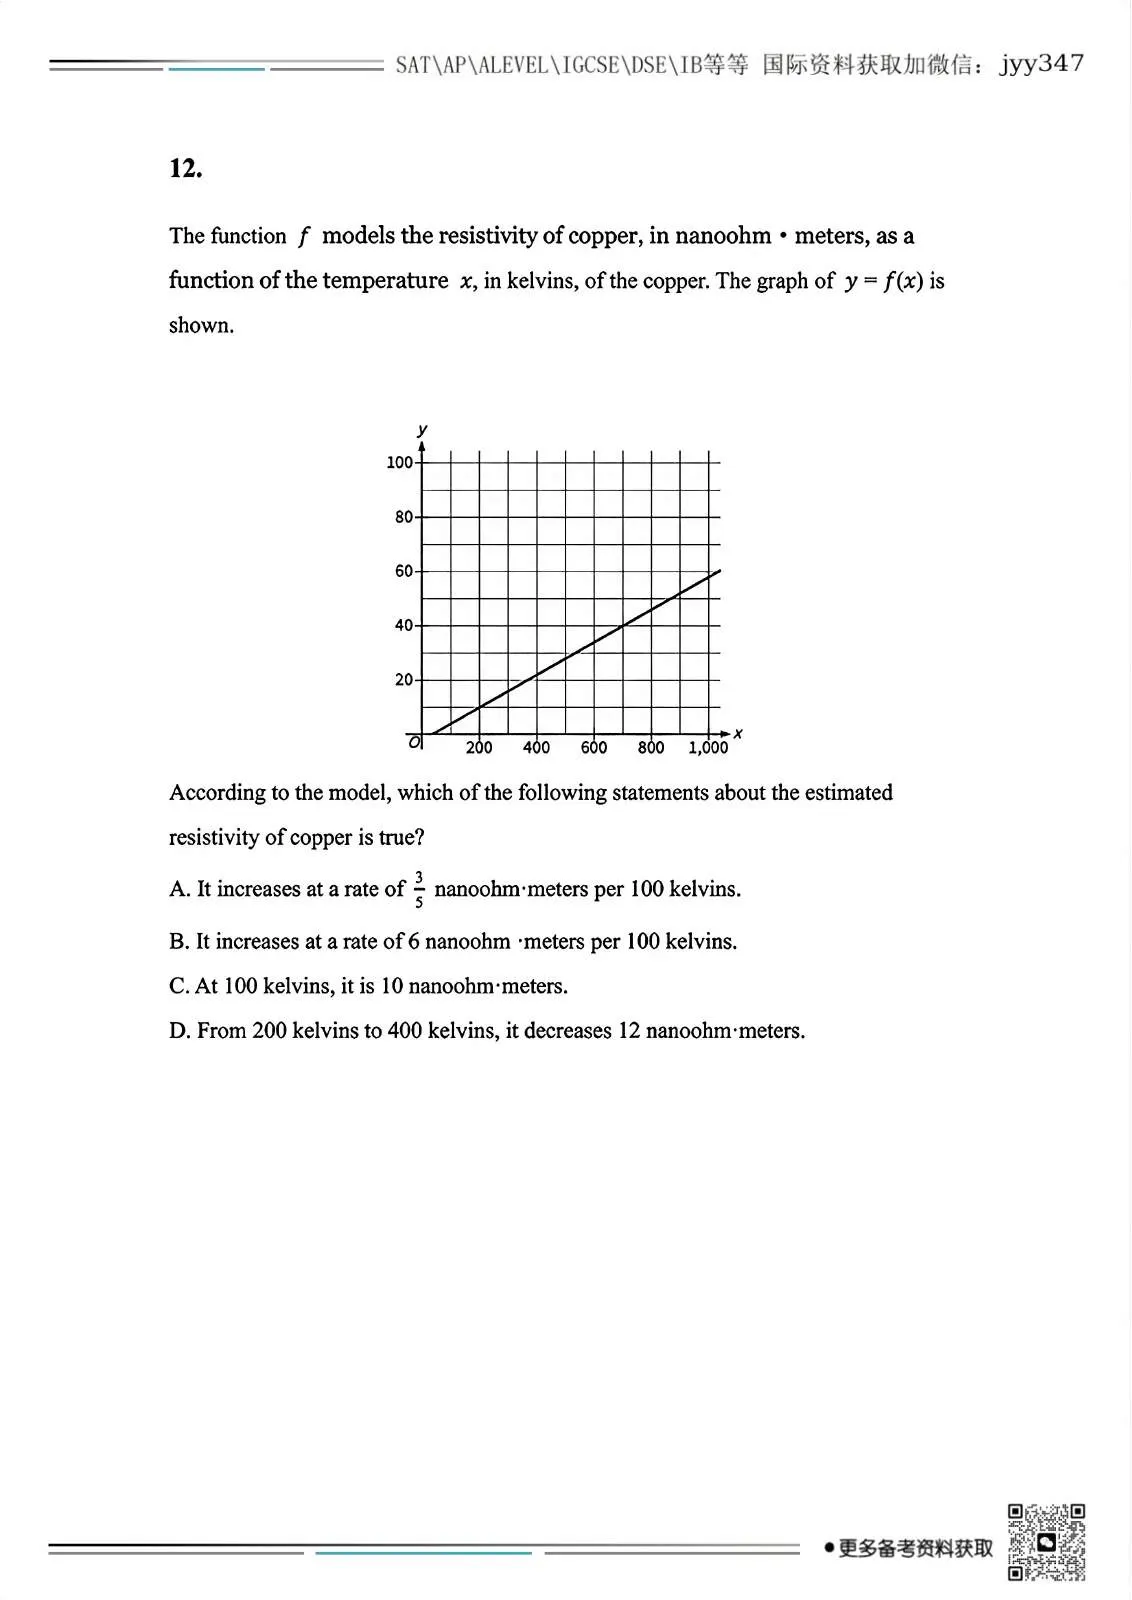 SAT\AP\ALEVEL\IGCSE\DSE\IB等等 国际资料获取加微信：jyy347
12.
The function f models the resistivity of copper, in nanoohm • meters, as a
function of the temperature x, in kelvins, of the copper. The graph of y = f(x) is
shown.
y
100
80
60
40
20
O 200 400 600 800 1,000 x
According to the model, which of the following statements about the estimated
resistivity of copper is true?
A. It increases at a rate of 3/5 nanoohm·meters per 100 kelvins.
B. It increases at a rate of 6 nanoohm ·meters per 100 kelvins.
C. At 100 kelvins, it is 10 nanoohm·meters.
D. From 200 kelvins to 400 kelvins, it decreases 12 nanoohm·meters.
●更多备考资料获取